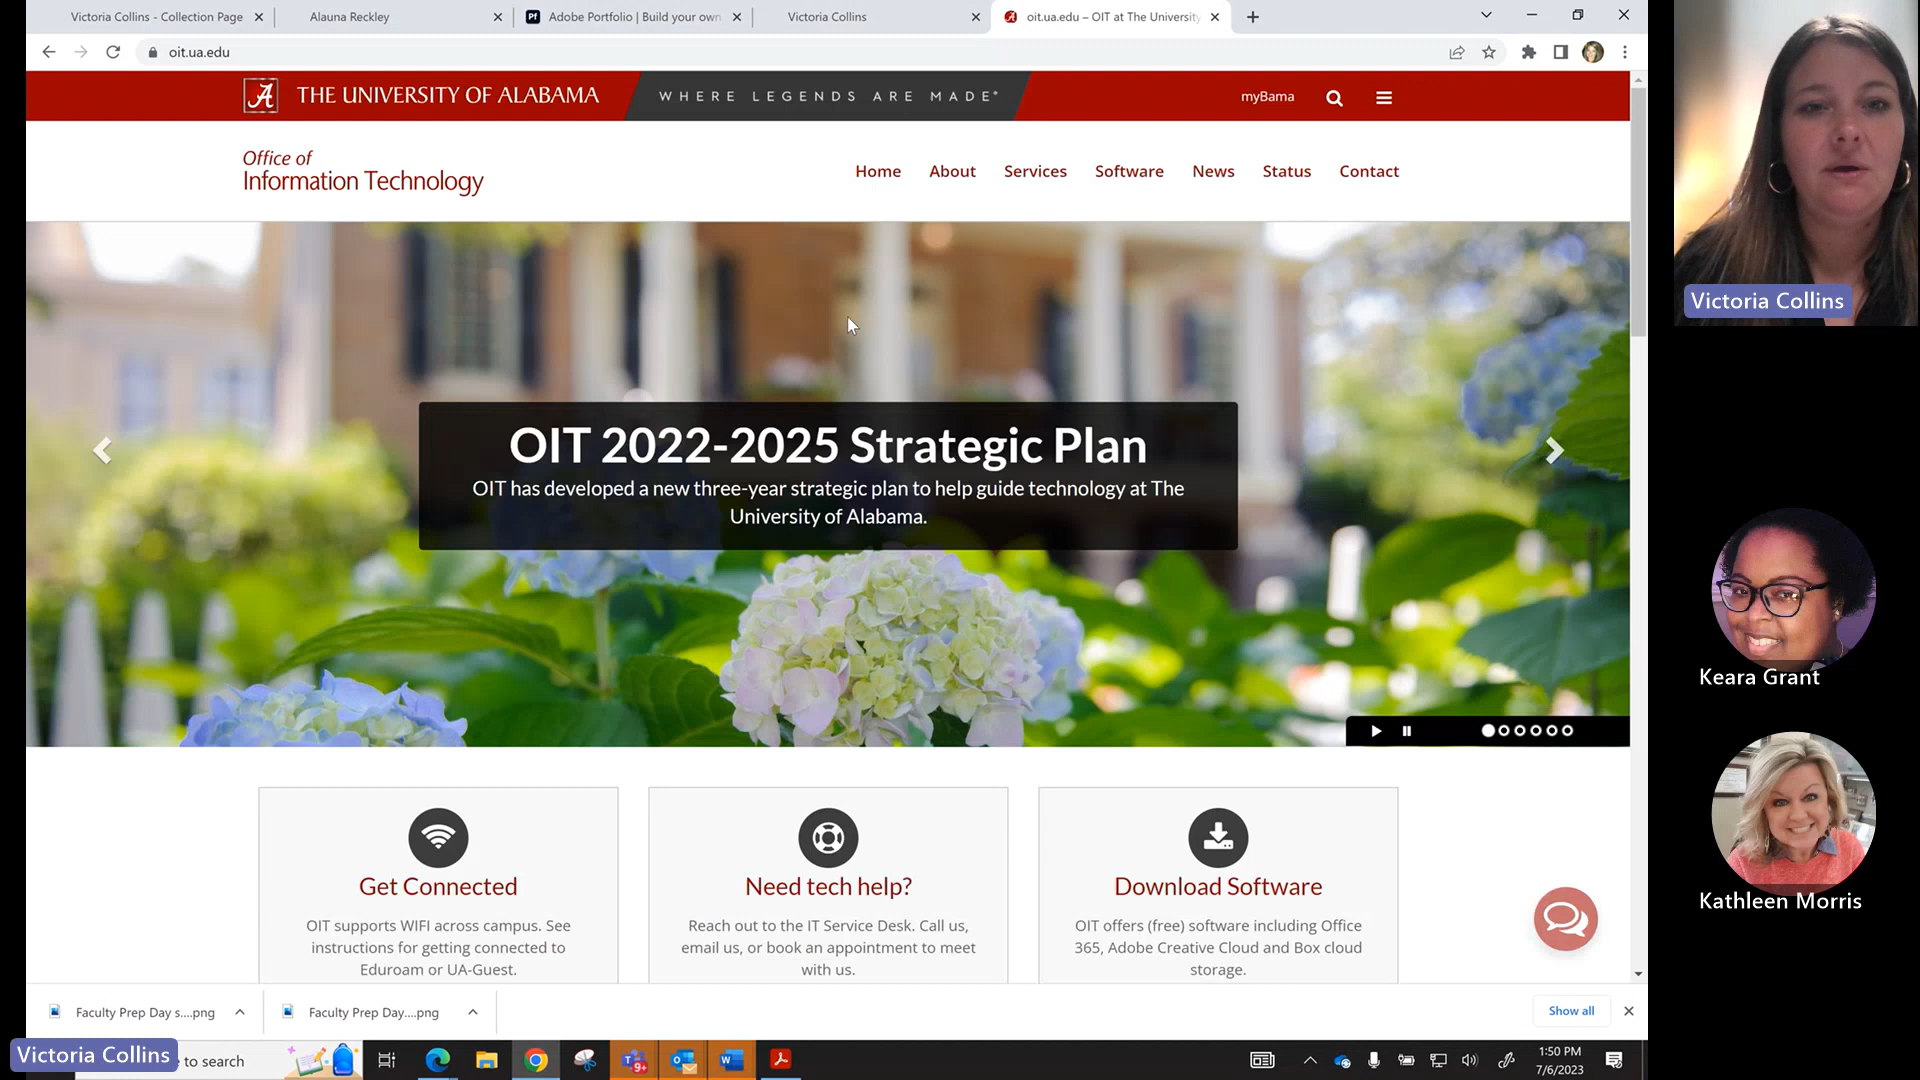 Victoria Collins - Collection Page
Alauna Reckley
Adobe Portfolio | Build your own
Victoria Collins
oit.ua.edu – OIT at The University
oit.ua.edu
THE UNIVERSITY OF ALABAMA
WHERE LEGENDS ARE MADE®
myBama
Office of
Information Technology
Home About Services Software News Status Contact
OIT 2022-2025 Strategic Plan
OIT has developed a new three-year strategic plan to help guide technology at The
University of Alabama.
Get Connected
OIT supports WIFI across campus. See
instructions for getting connected to
Eduroam or UA-Guest.
Need tech help?
Reach out to the IT Service Desk. Call us,
email us, or book an appointment to meet
with us.
Download Software
OIT offers (free) software including Office
365, Adobe Creative Cloud and Box cloud
storage.
Faculty Prep Day s....png
Faculty Prep Day....png
Show all
Victoria Collins
e to search
9+
1:50 PM
7/6/2023
Victoria Collins
Keara Grant
Kathleen Morris